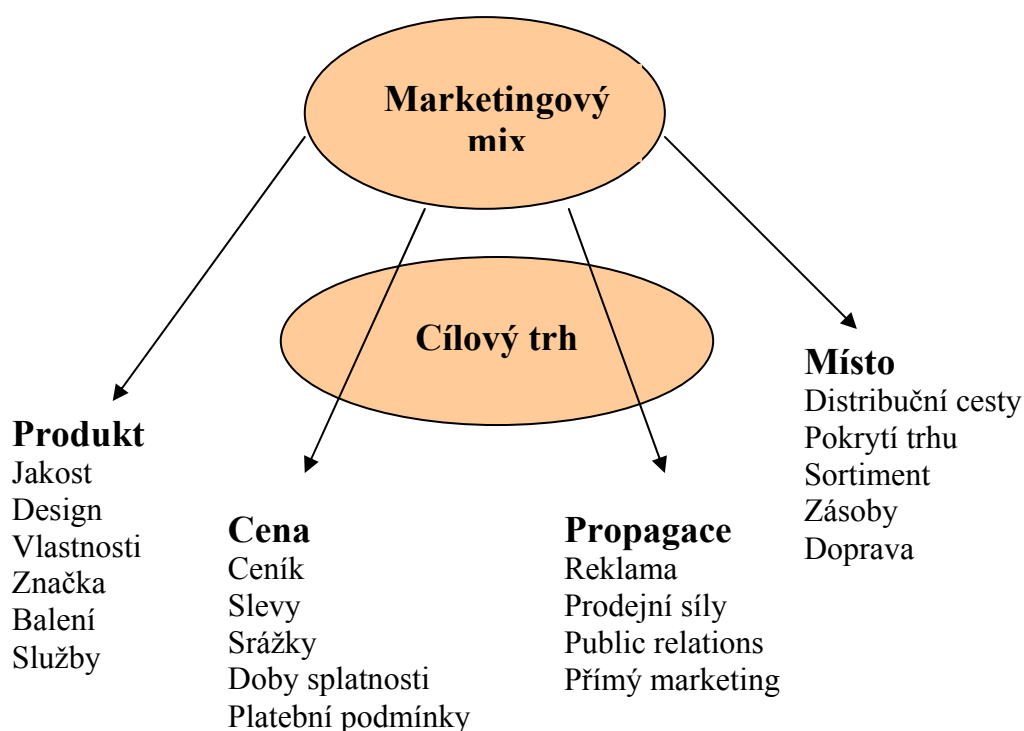 Marketingový
mix
Cílový trh
Produkt
Jakost
Design
Vlastnosti
Značka
Balení
Služby
Cena
Ceník
Slevy
Srážky
Doby splatnosti
Platební podmínky
Propagace
Reklama
Prodejní síly
Public relations
Přímý marketing
Místo
Distribuční cesty
Pokrytí trhu
Sortiment
Zásoby
Doprava